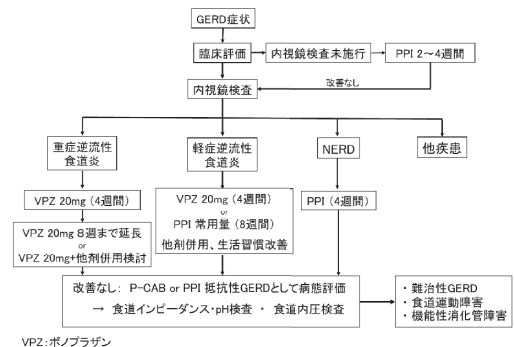 GERD症状
臨床評価
内視鏡検査未施行
PPI 2～4週間
改善なし
内視鏡検査
重症逆流性
食道炎
軽症逆流性
食道炎
NERD
他疾患
VPZ 20mg (4週間)
VPZ 20mg 8週まで延長
or
VPZ 20mg+他剤併用検討
VPZ 20mg (4週間)
or
PPI 常用量 (8週間)
他剤併用、生活習慣改善
PPI (4週間)
改善なし: P-CAB or PPI 抵抗性GERDとして病態評価
→ 食道インピーダンス・pH検査 ・ 食道内圧検査
・難治性GERD
・食道運動障害
・機能性消化管障害
VPZ：ボノプラザン